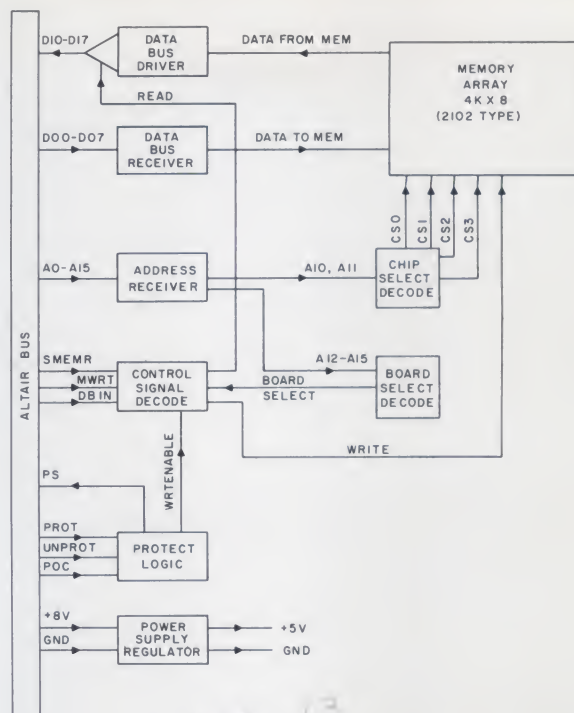 DI0-DI7
DATA
BUS
DRIVER
DATA FROM MEM
MEMORY
ARRAY
4K X 8
(2102 TYPE)
READ
DO0-DO7
DATA
BUS
RECEIVER
DATA TO MEM
CS0
CS1
CS2
CS3
A0-A15
ADDRESS
RECEIVER
A10, A11
CHIP
SELECT
DECODE
ALTAIR BUS
SMEMR
MWRT
DBIN
CONTROL
SIGNAL
DECODE
A12-A15
BOARD
SELECT
BOARD
SELECT
DECODE
WRITE
WRTENABLE
PS
PROT
UNPROT
POC
PROTECT
LOGIC
+8V
GND
POWER
SUPPLY
REGULATOR
+5V
GND